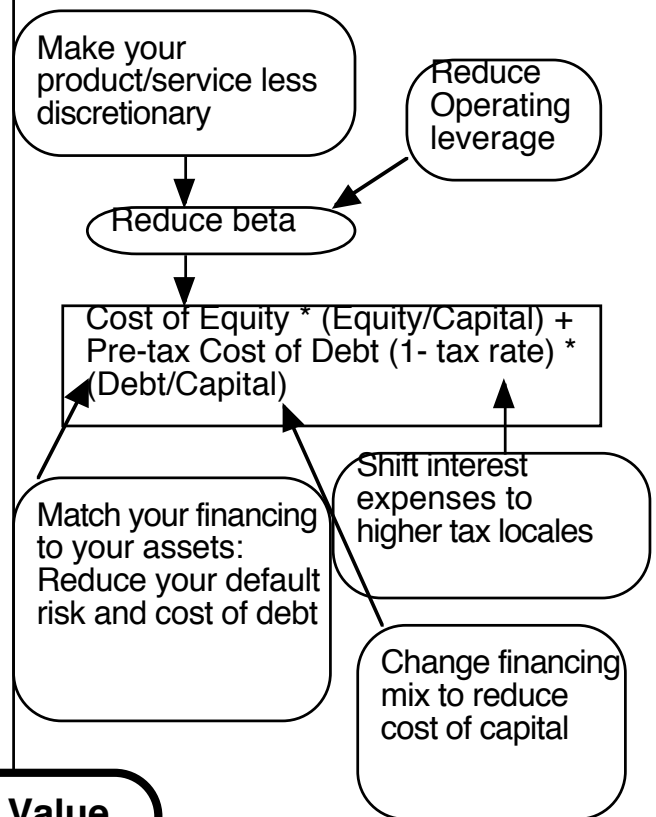 Make your
product/service less
discretionary
Reduce
Operating
leverage
Reduce beta
Cost of Equity * (Equity/Capital) +
Pre-tax Cost of Debt (1- tax rate) *
(Debt/Capital)
Shift interest
expenses to
higher tax locales
Match your financing
to your assets:
Reduce your default
risk and cost of debt
Change financing
mix to reduce
cost of capital
Value